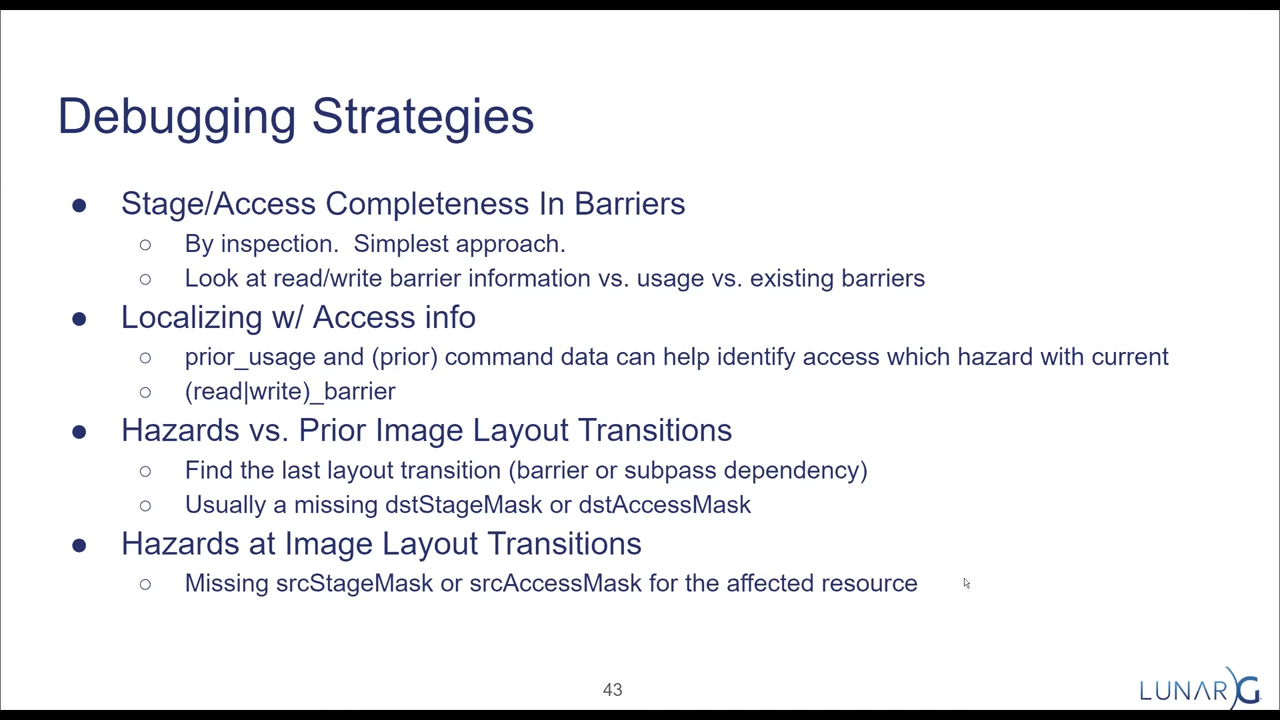 Debugging Strategies
● Stage/Access Completeness In Barriers
○ By inspection.  Simplest approach.
○ Look at read/write barrier information vs. usage vs. existing barriers
● Localizing w/ Access info
○ prior_usage and (prior) command data can help identify access which hazard with current
○ (read|write)_barrier
● Hazards vs. Prior Image Layout Transitions
○ Find the last layout transition (barrier or subpass dependency)
○ Usually a missing dstStageMask or dstAccessMask
● Hazards at Image Layout Transitions
○ Missing srcStageMask or srcAccessMask for the affected resource
43
LUNAR G